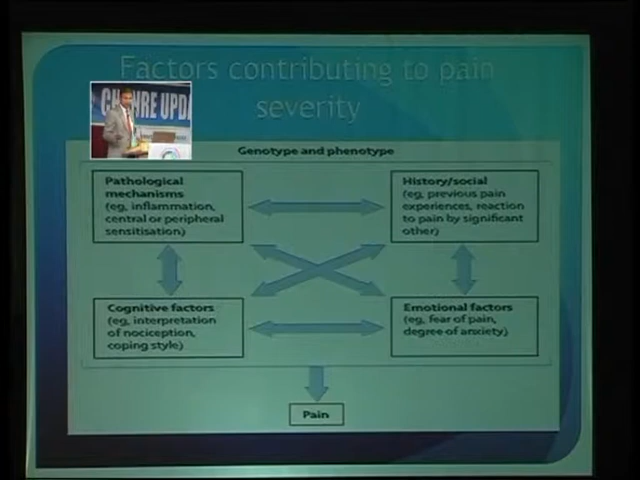 Factors contributing to pain
severity
Genotype and phenotype
Pathological
mechanisms
(eg, inflammation,
central or peripheral
sensitisation)
History/social
(eg, previous pain
experiences, reaction
to pain by significant
other)
Cognitive factors
(eg, interpretation
of nociception,
coping style)
Emotional factors
(eg, fear of pain,
degree of anxiety)
Pain